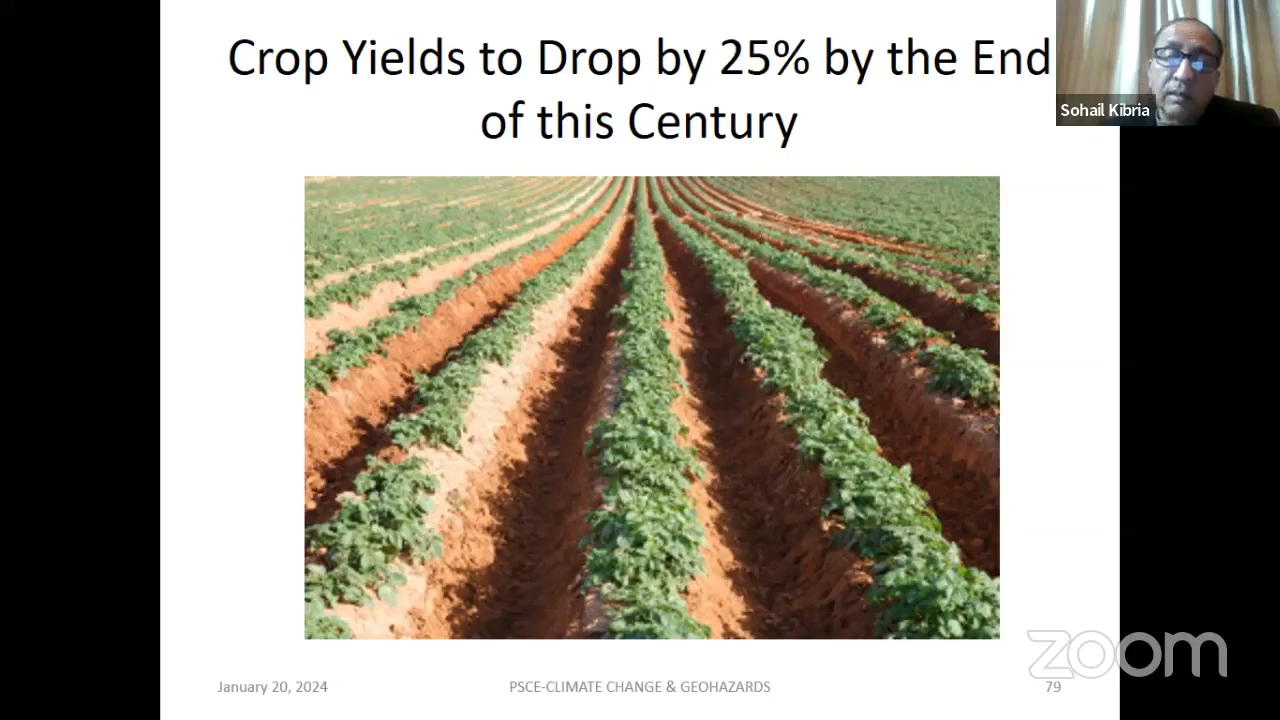 Crop Yields to Drop by 25% by the End
of this Century
Sohail Kibria
zoom
January 20, 2024
PSCE-CLIMATE CHANGE & GEOHAZARDS
79